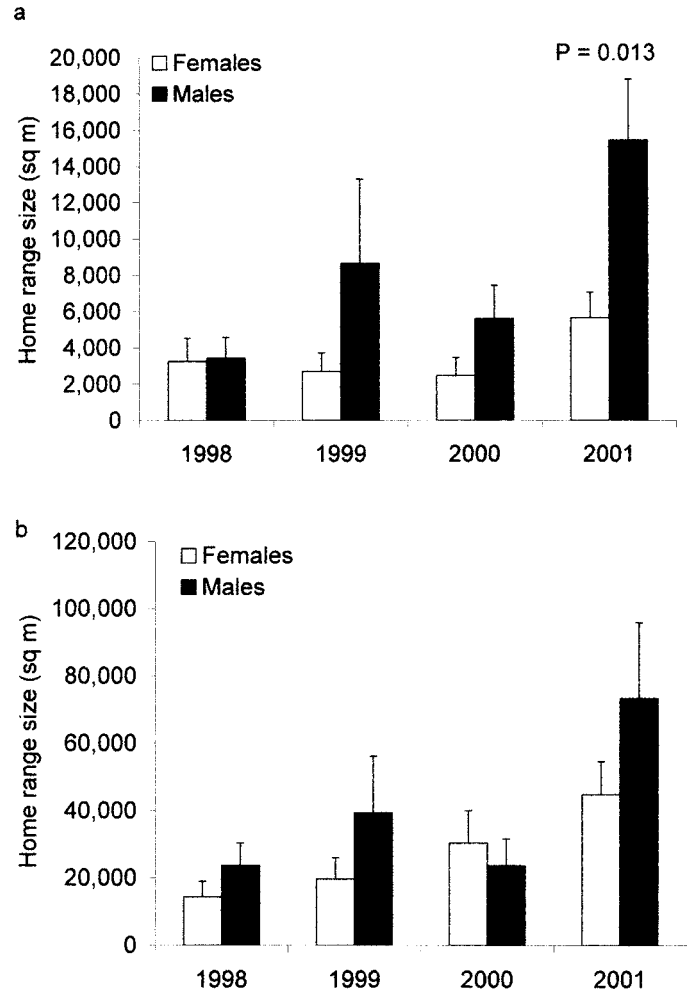 a
P = 0.013
20,000
18,000
16,000
14,000
12,000
10,000
8,000
6,000
4,000
2,000
0
Home range size (sq m)
Females
Males
1998 1999 2000 2001
b
120,000
100,000
80,000
60,000
40,000
20,000
0
Home range size (sq m)
Females
Males
1998 1999 2000 2001